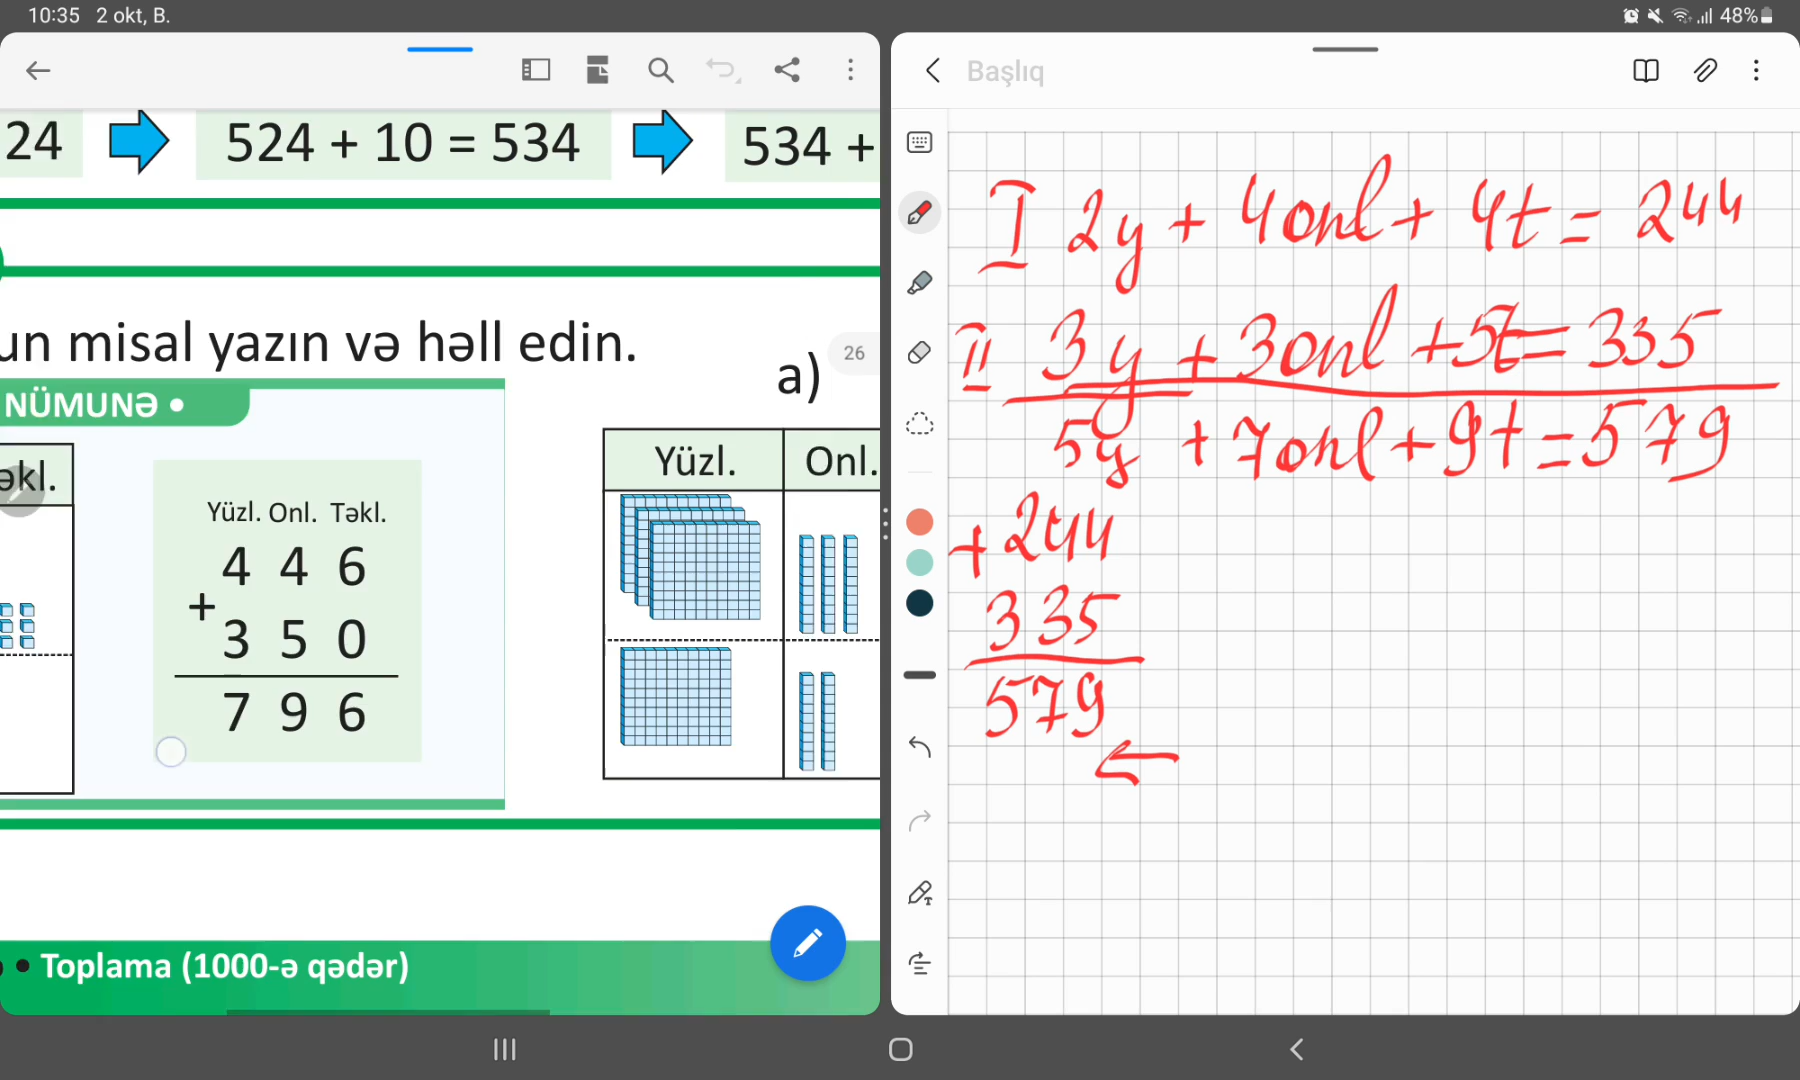 10:35 2 okt, B.
48%
24
524 + 10 = 534
534 +
un misal yazın və həll edin.
NÜMUNƏ •
əkl.
Yüzl. Onl. Təkl.
4 4 6
+
3 5 0
7 9 6
26
a)
Yüzl. Onl.
• Toplama (1000-ə qədər)
Başlıq
I 2y + 4onl + 4t = 244
II 3y + 3onl + 5t = 335
5y + 7onl + 9t = 579
+ 244
335
579